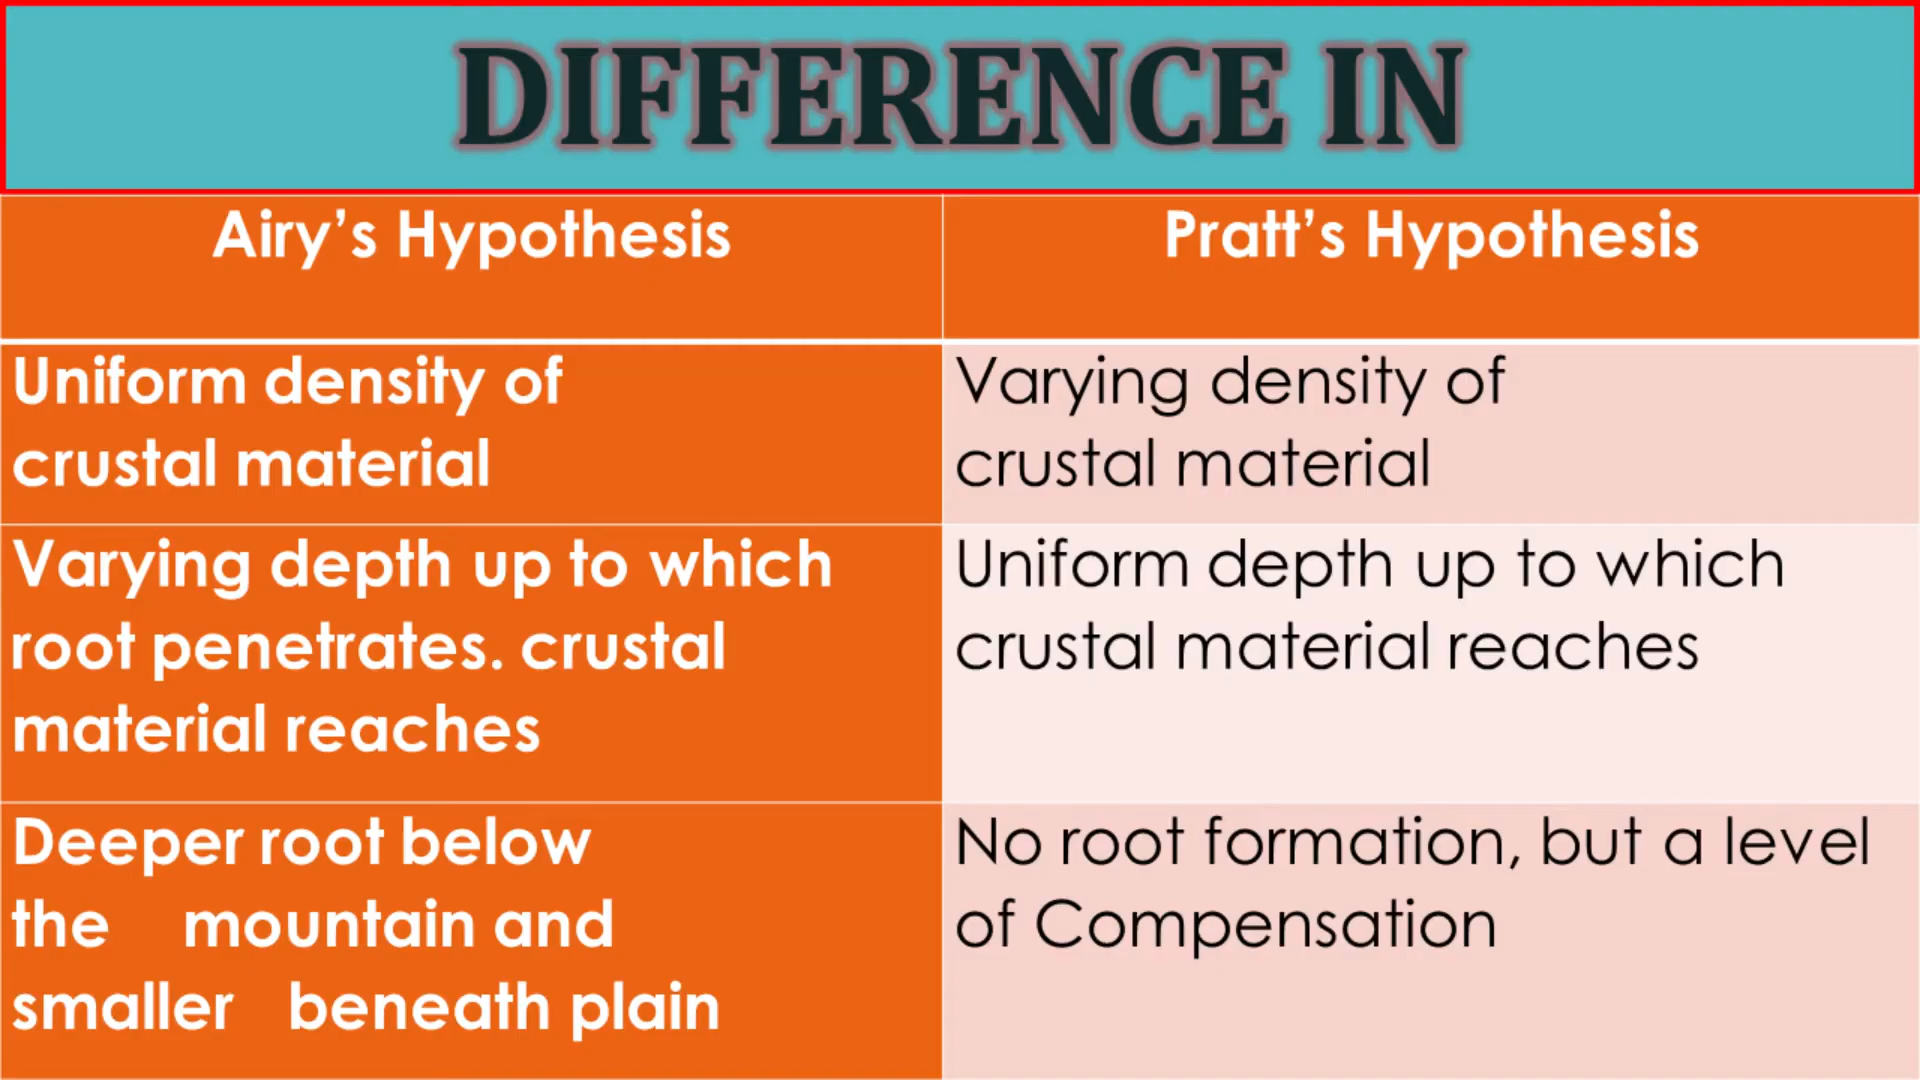 DIFFERENCE IN
Airy’s Hypothesis
Pratt’s Hypothesis
Uniform density of
crustal material
Varying density of
crustal material
Varying depth up to which
root penetrates. crustal
material reaches
Uniform depth up to which
crustal material reaches
Deeper root below
the mountain and
smaller beneath plain
No root formation, but a level
of Compensation